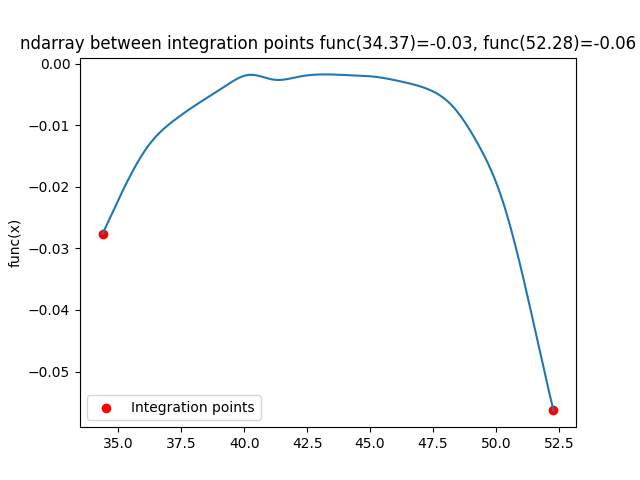 ndarray between integration points func(34.37)=-0.03, func(52.28)=-0.06
0.00
−0.01
−0.02
−0.03
−0.04
−0.05
func(x)
Integration points
35.0 37.5 40.0 42.5 45.0 47.5 50.0 52.5